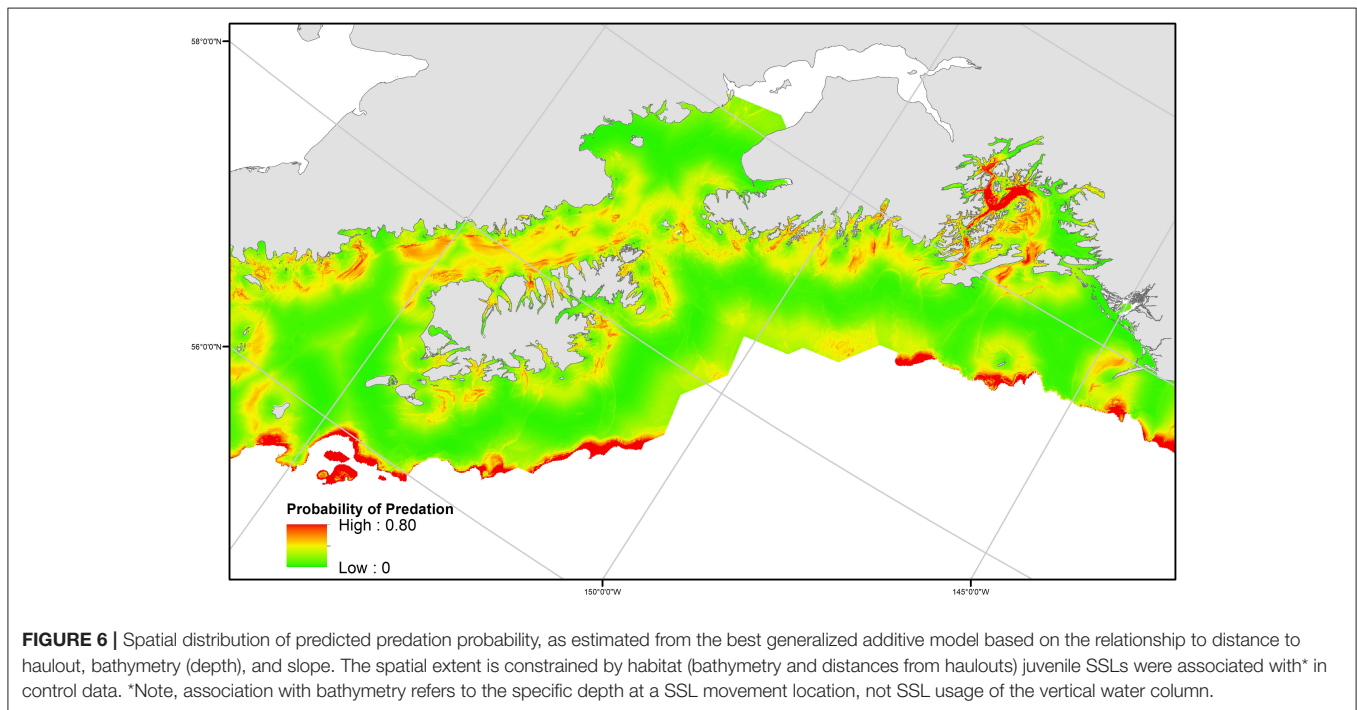 58°0'0"N
56°0'0"N
Probability of Predation
High : 0.80
Low : 0
150°0'0"W
145°0'0"W
FIGURE 6 | Spatial distribution of predicted predation probability, as estimated from the best generalized additive model based on the relationship to distance to
haulout, bathymetry (depth), and slope. The spatial extent is constrained by habitat (bathymetry and distances from haulouts) juvenile SSLs were associated with* in
control data. *Note, association with bathymetry refers to the specific depth at a SSL movement location, not SSL usage of the vertical water column.